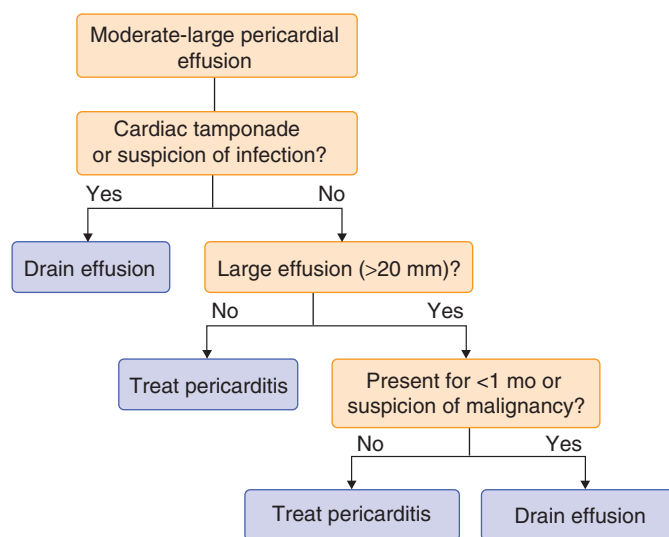 Moderate-large pericardial
effusion
Cardiac tamponade
or suspicion of infection?
Yes
No
Drain effusion
Large effusion (>20 mm)?
No
Yes
Treat pericarditis
Present for <1 mo or
suspicion of malignancy?
No
Yes
Treat pericarditis
Drain effusion